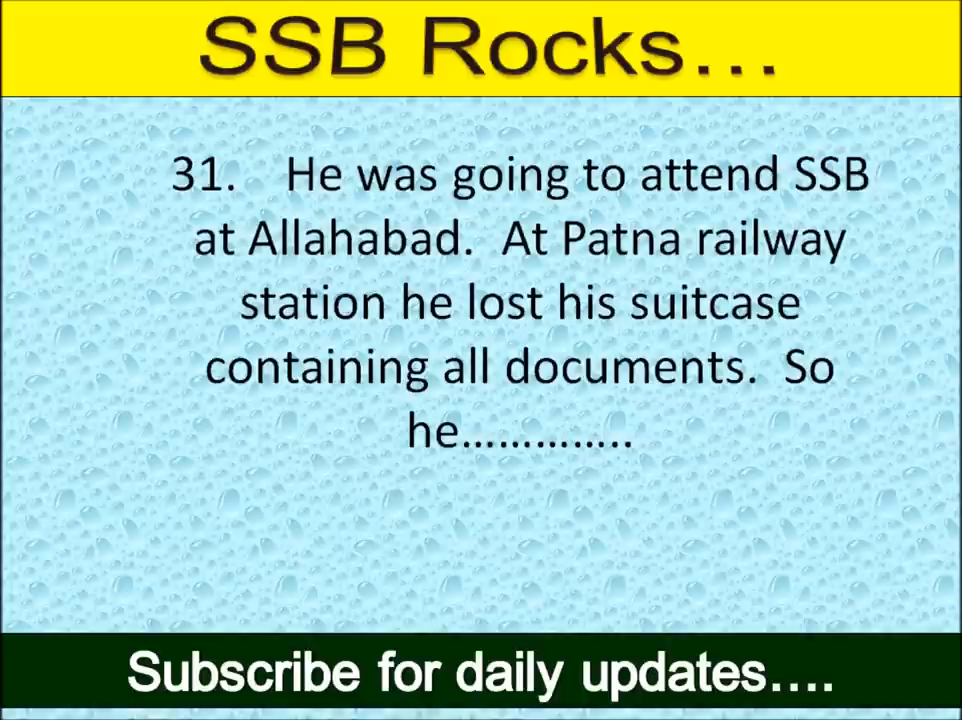 SSB Rocks...
31. He was going to attend SSB
at Allahabad. At Patna railway
station he lost his suitcase
containing all documents. So
he…………..
Subscribe for daily updates....